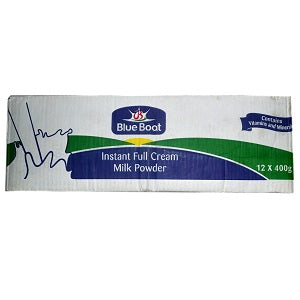 Blue Boat
Contains
Vitamins and Minerals
Instant Full Cream
Milk Powder
12 X 400g